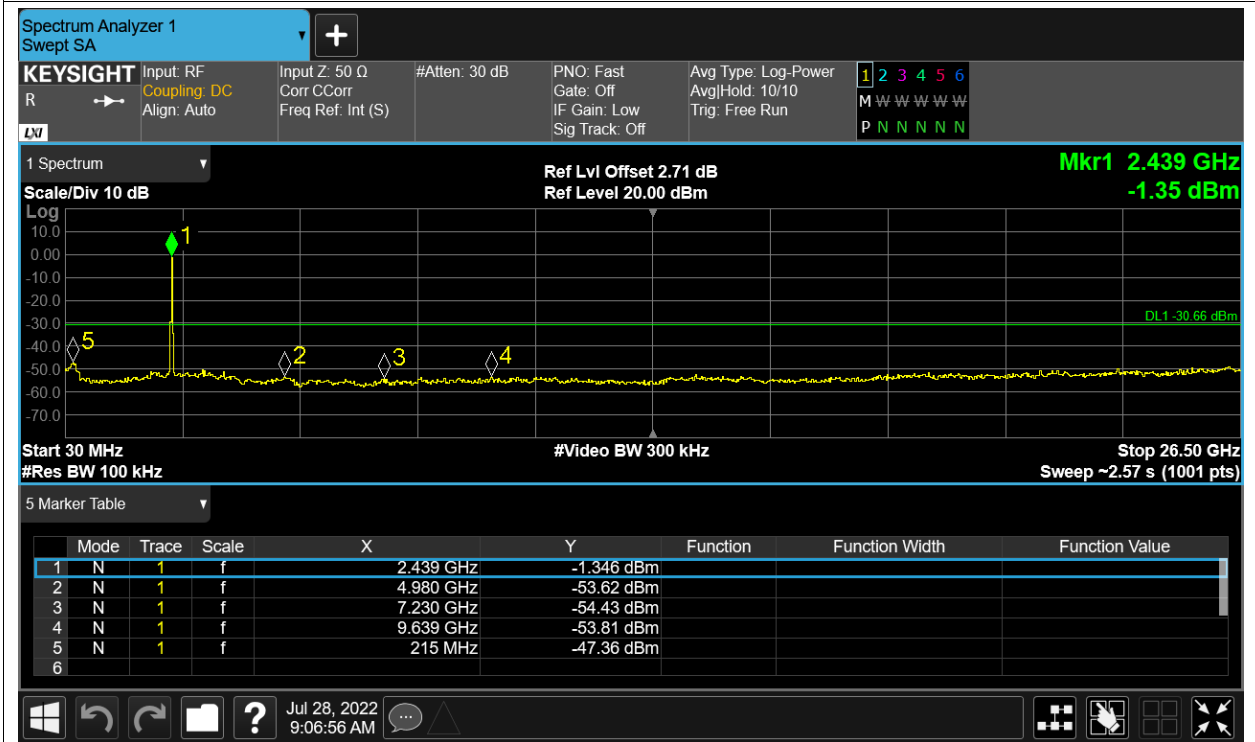 Spectrum Analyzer 1
Swept SA
+
KEYSIGHT
R
LXI
Input: RF
Coupling: DC
Align: Auto
Input Z: 50 Ω
Corr CCorr
Freq Ref: Int (S)
#Atten: 30 dB
PNO: Fast
Gate: Off
IF Gain: Low
Sig Track: Off
Avg Type: Log-Power
Avg|Hold: 10/10
Trig: Free Run
1 2 3 4 5 6
M W W W W W
P N N N N N
1 Spectrum
Scale/Div 10 dB
Ref Lvl Offset 2.71 dB
Ref Level 20.00 dBm
Mkr1 2.439 GHz
-1.35 dBm
Log
10.0
0.00
-10.0
-20.0
-30.0
-40.0
-50.0
-60.0
-70.0
1
DL1 -30.66 dBm
5
2
3
4
Start 30 MHz
#Res BW 100 kHz
#Video BW 300 kHz
Stop 26.50 GHz
Sweep ~2.57 s (1001 pts)
5 Marker Table
Mode Trace Scale X Y Function Function Width Function Value
1 N 1 f 2.439 GHz -1.346 dBm
2 N 1 f 4.980 GHz -53.62 dBm
3 N 1 f 7.230 GHz -54.43 dBm
4 N 1 f 9.639 GHz -53.81 dBm
5 N 1 f 215 MHz -47.36 dBm
6
?
Jul 28, 2022
9:06:56 AM